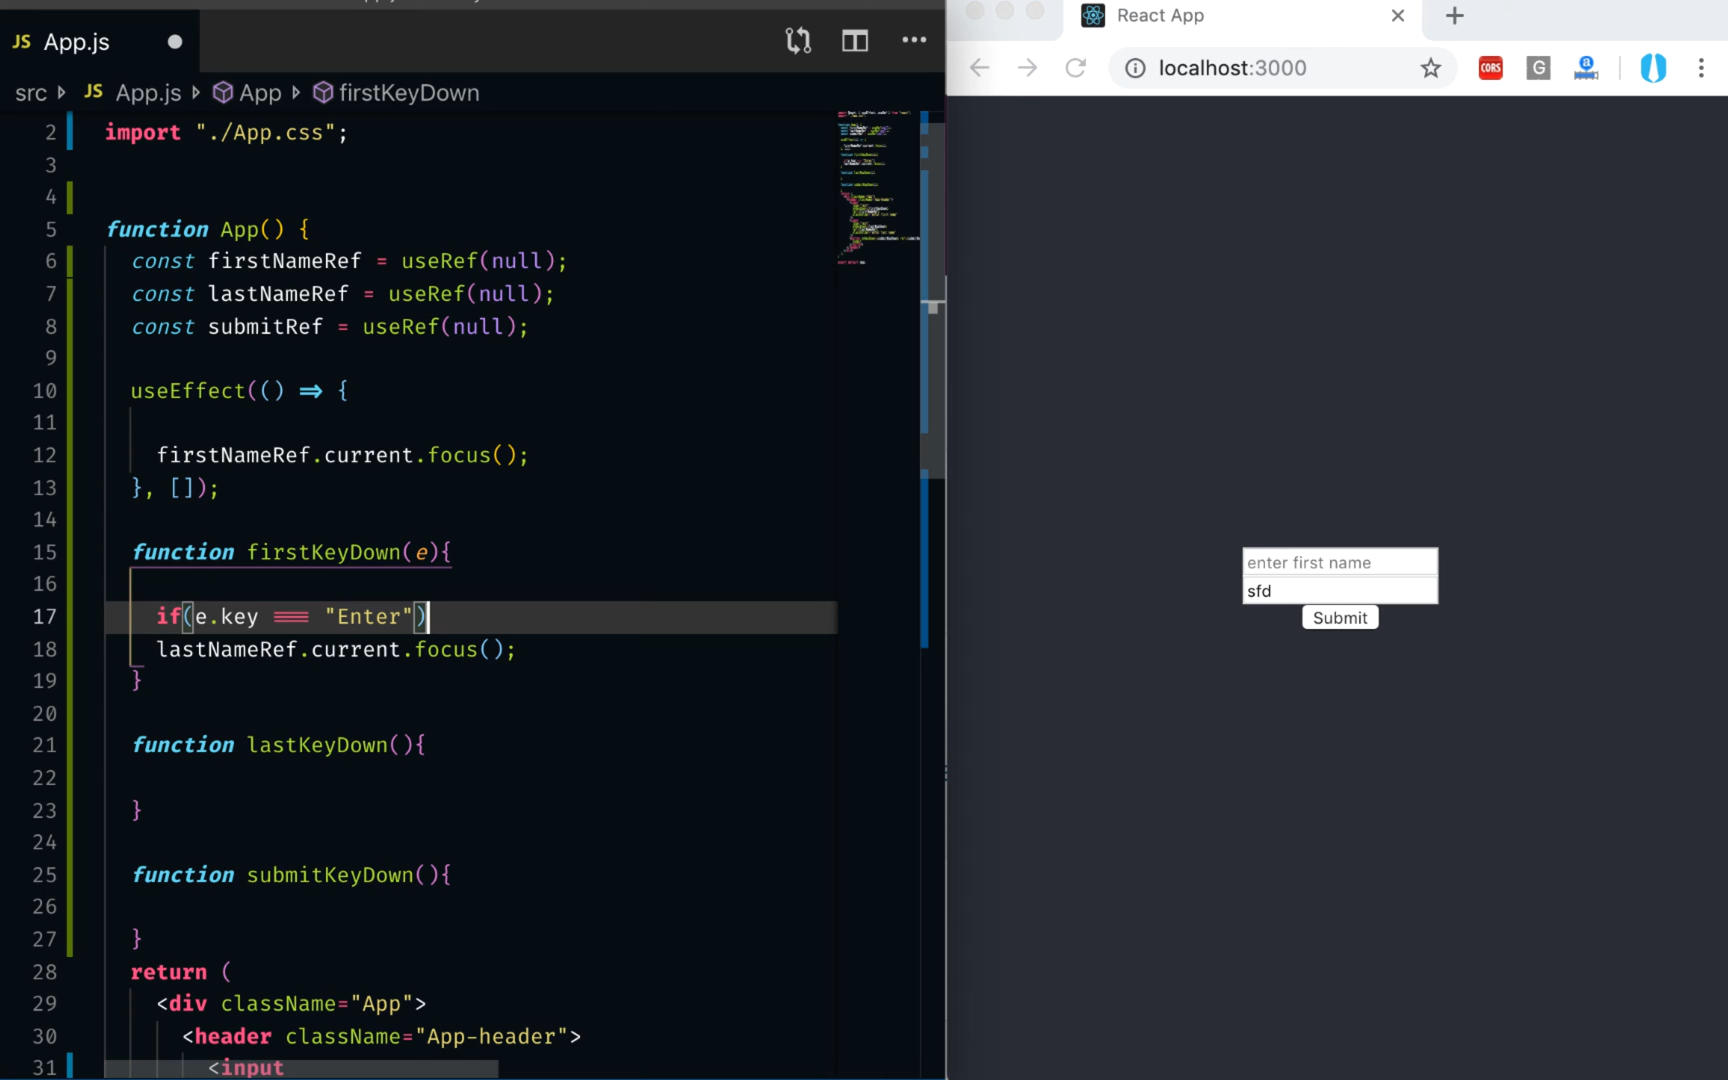 JS App.js
src JS App.js App firstKeyDown
2 import "./App.css";
3
4
5 function App() {
6 const firstNameRef = useRef(null);
7 const lastNameRef = useRef(null);
8 const submitRef = useRef(null);
9
10 useEffect(() => {
11
12 firstNameRef.current.focus();
13 }, []);
14
15 function firstKeyDown(e){
16
17 if(e.key === "Enter")
18 lastNameRef.current.focus();
19 }
20
21 function lastKeyDown(){
22
23 }
24
25 function submitKeyDown(){
26
27 }
28 return (
29 <div className="App">
30 <header className="App-header">
31 <input
React App
localhost:3000
CORS
G
a
enter first name
sfd
Submit